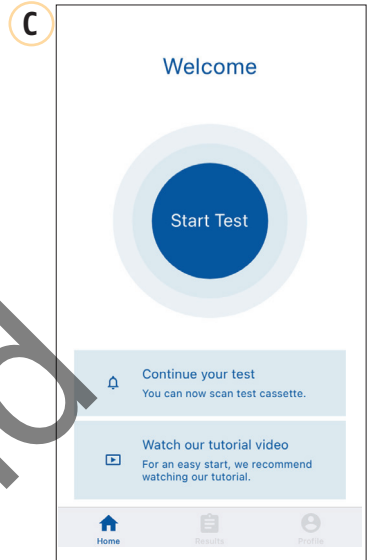 C
Welcome
Start Test
Continue your test
You can now scan test cassette.
Watch our tutorial video
For an easy start, we recommend
watching our tutorial.
Home Results Profile